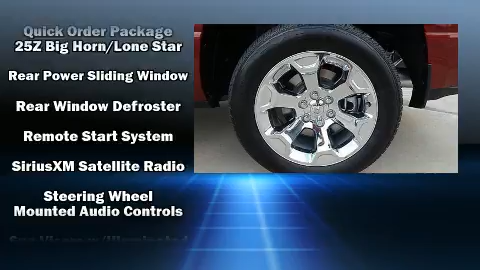 Quick Order Package
25Z Big Horn/Lone Star
Rear Power Sliding Window
Rear Window Defroster
Remote Start System
SiriusXM Satellite Radio
Steering Wheel
Mounted Audio Controls